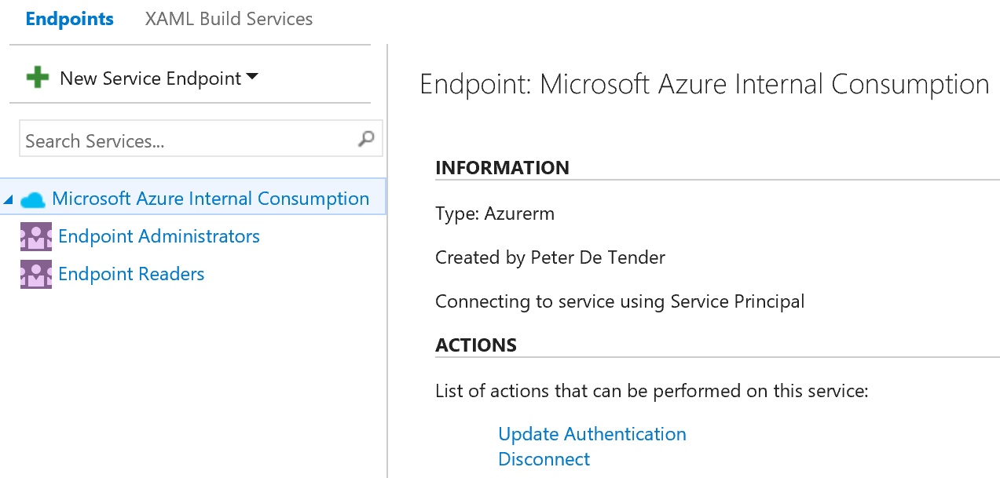 Endpoints XAML Build Services
New Service Endpoint
Search Services...
Microsoft Azure Internal Consumption
Endpoint Administrators
Endpoint Readers
Endpoint: Microsoft Azure Internal Consumption
INFORMATION
Type: Azurerm
Created by Peter De Tender
Connecting to service using Service Principal
ACTIONS
List of actions that can be performed on this service:
Update Authentication
Disconnect